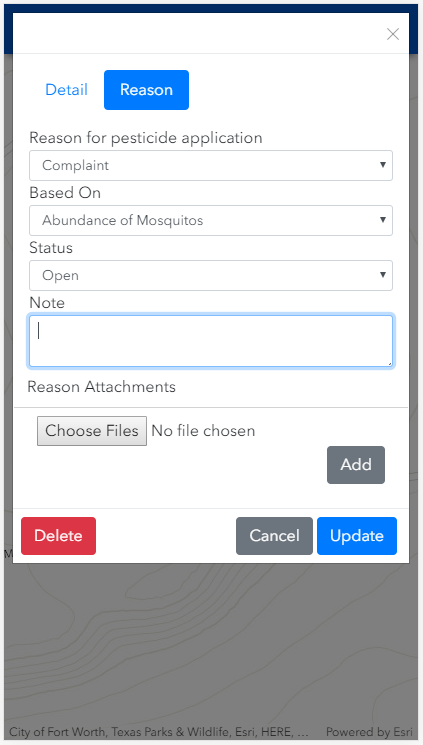 Detail Reason
Reason for pesticide application
Complaint
Based On
Abundance of Mosquitos
Status
Open
Note
Reason Attachments
Choose Files No file chosen
Add
Delete Cancel Update
M
City of Fort Worth, Texas Parks & Wildlife, Esri, HERE, ... Powered by Esri